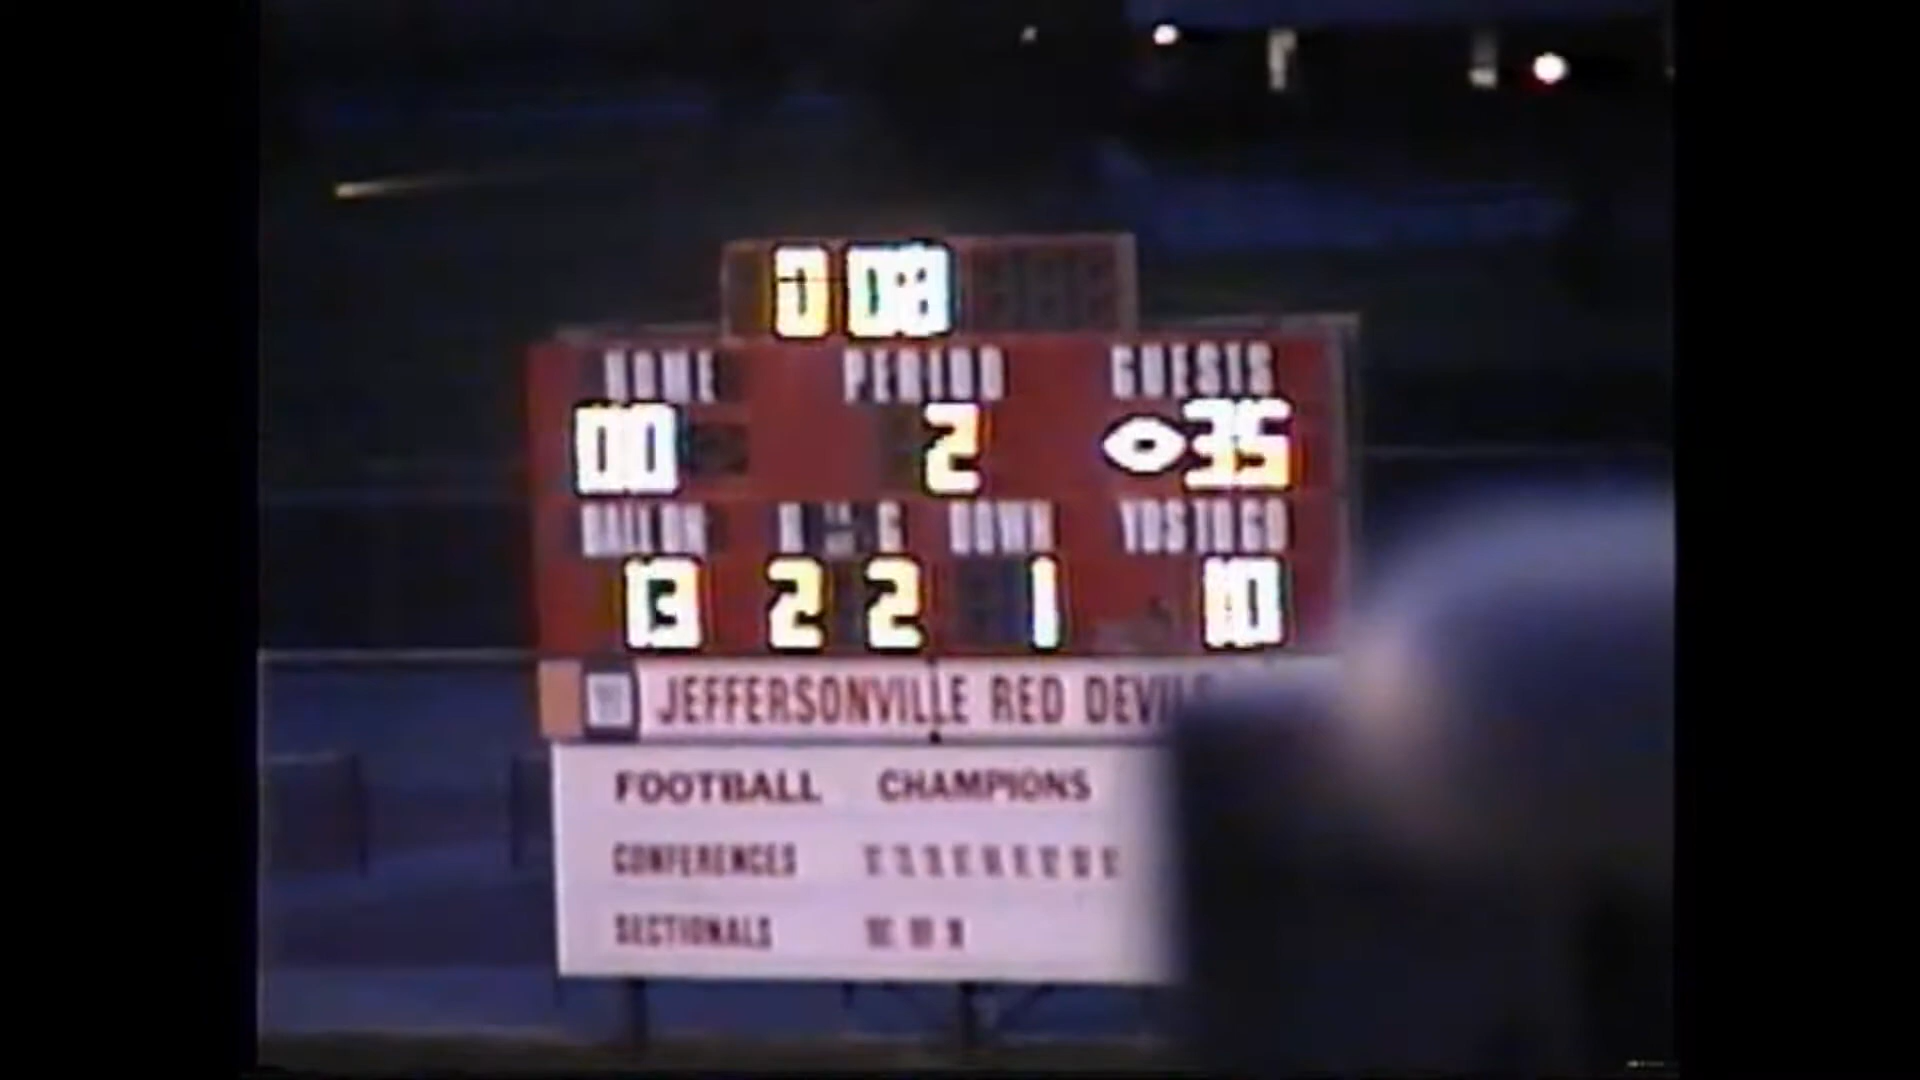 0 08
HOME PERIOD GUESTS
00 2 35
BALL ON H G DOWN YDS TO GO
13 2 2 1 10
JEFFERSONVILLE RED DEVILS
FOOTBALL CHAMPIONS
CONFERENCES
SECTIONALS